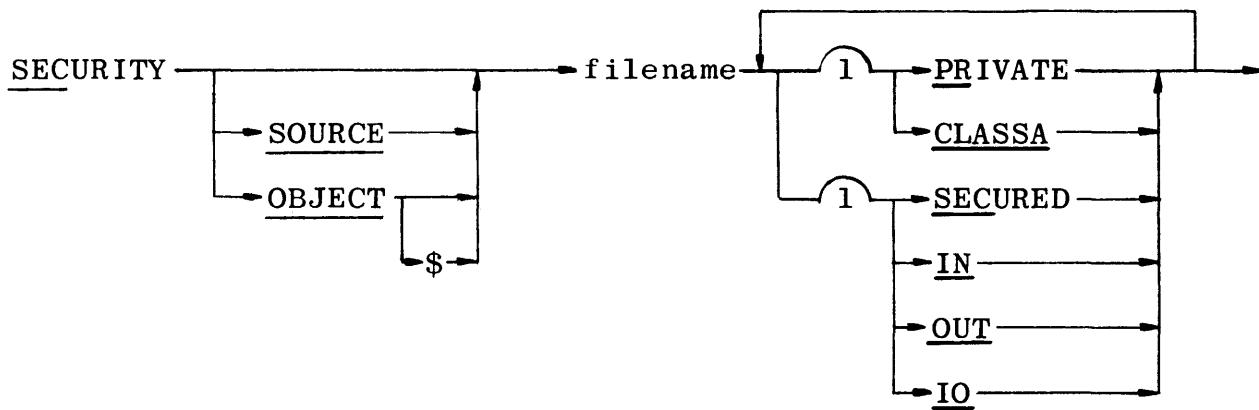 SECURITY filename 1 PRIVATE
SOURCE CLASSA
OBJECT 1 SECURED
$ IN
OUT
IO